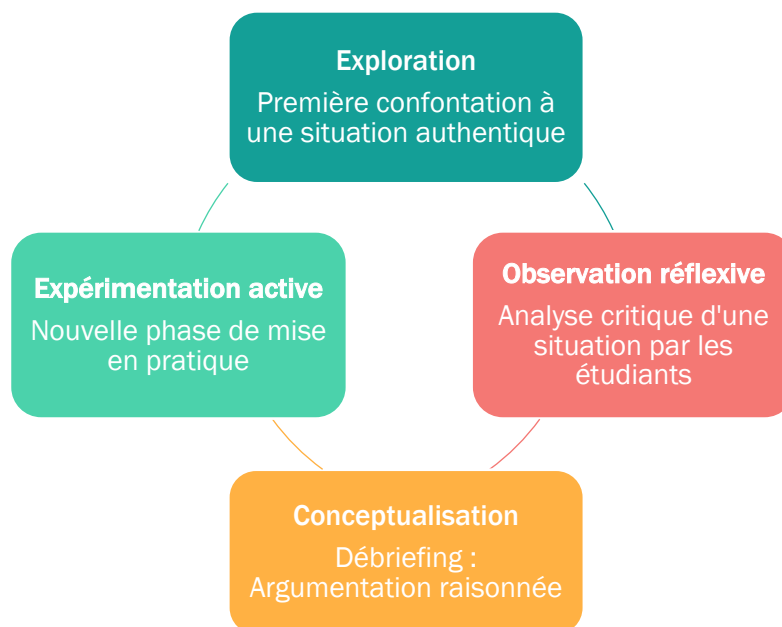 Exploration
Première confontation à
une situation authentique
Expérimentation active
Nouvelle phase de mise
en pratique
Observation réflexive
Analyse critique d'une
situation par les
étudiants
Conceptualisation
Débriefing :
Argumentation raisonnée